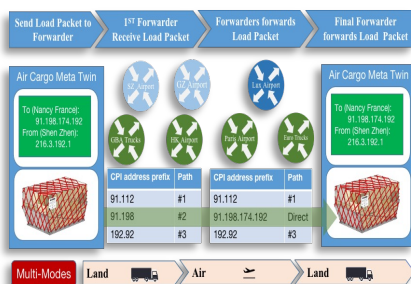 Send Load Packet to
Forwarder
1ST Forwarder
Receive Load Packet
Forwarders forwards
Load Packet
Final Forwarder
forwards Load Packet
Air Cargo Meta Twin
To (Nancy France):
91.198.174.192
From (Shen Zhen):
216.3.192.1
SZ Airport
GZ Airport
Lux Airport
GBA Trucks
HK Airport
Paris Airport
Euro Trucks
CPI address prefix Path
91.112 #1
91.198 #2
192.92 #3
CPI address prefix Path
91.112 #1
91.198.174.192 Direct
192.92 #3
Air Cargo Meta Twin
To (Nancy France):
91.198.174.192
From (Shen Zhen):
216.3.192.1
Multi-Modes
Land
Air
Land